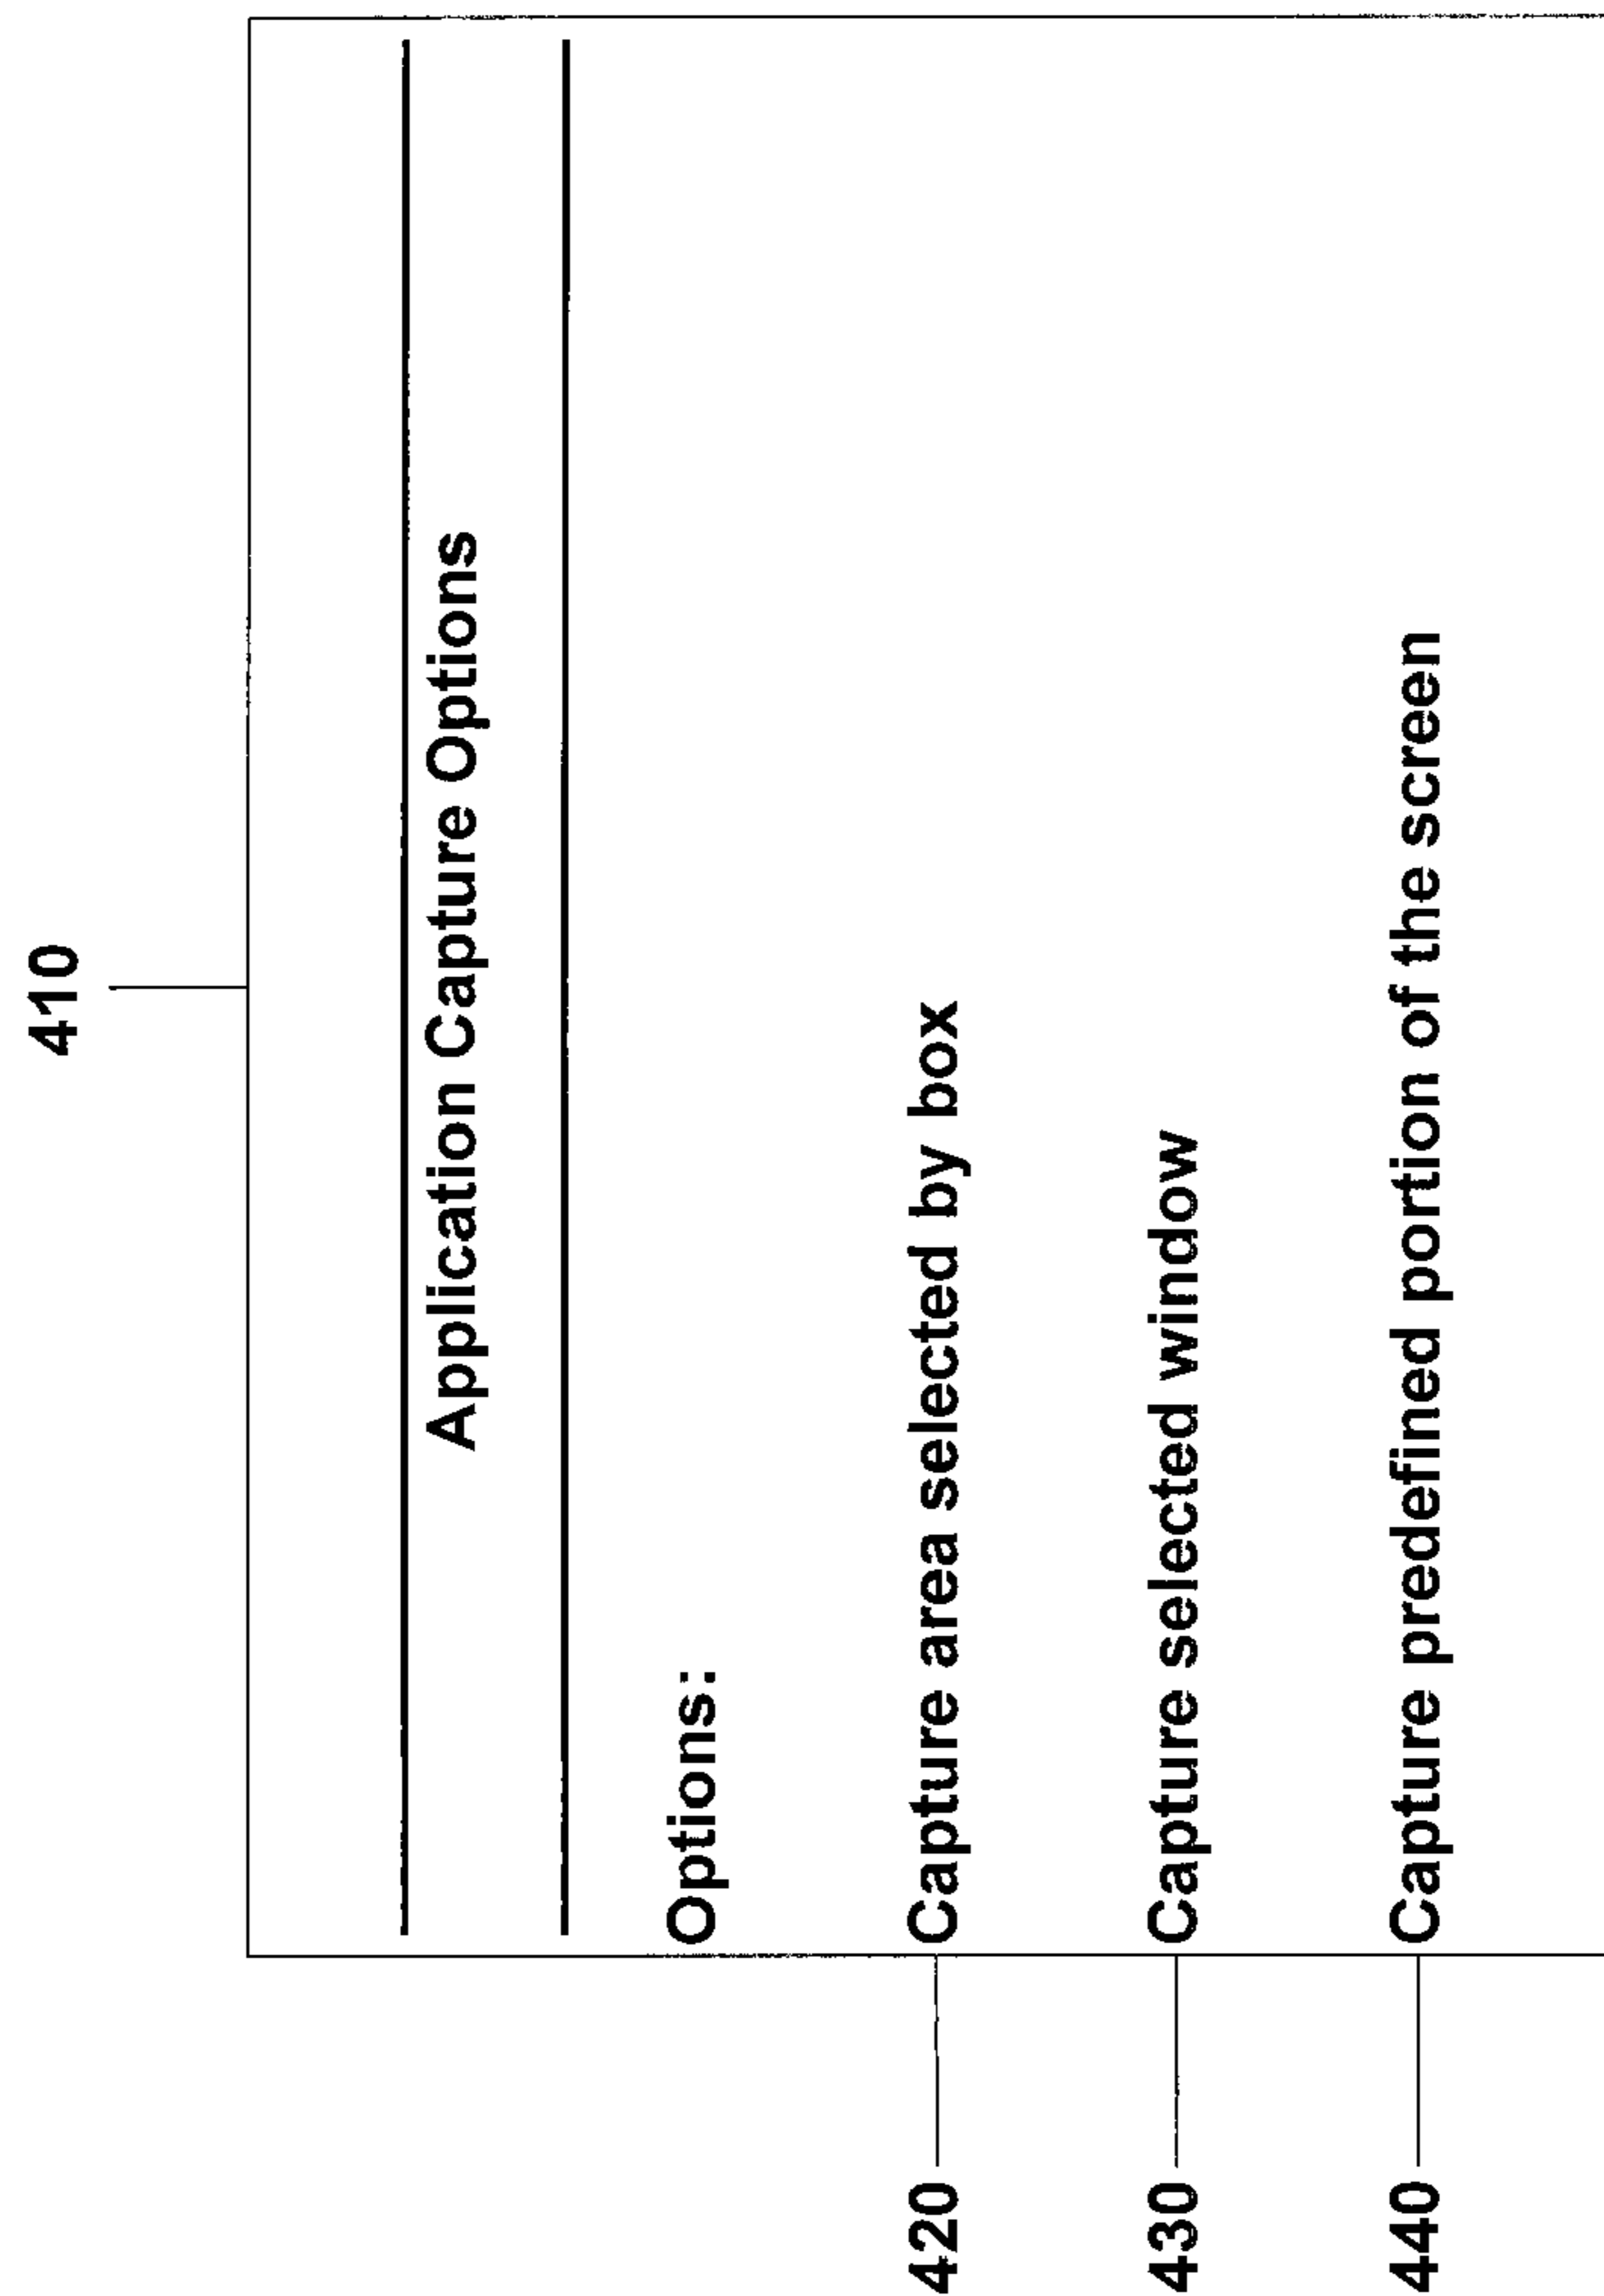 410
Application Capture Options
Options:
420 Capture area selected by box
430 Capture selected window
440 Capture predefined portion of the screen